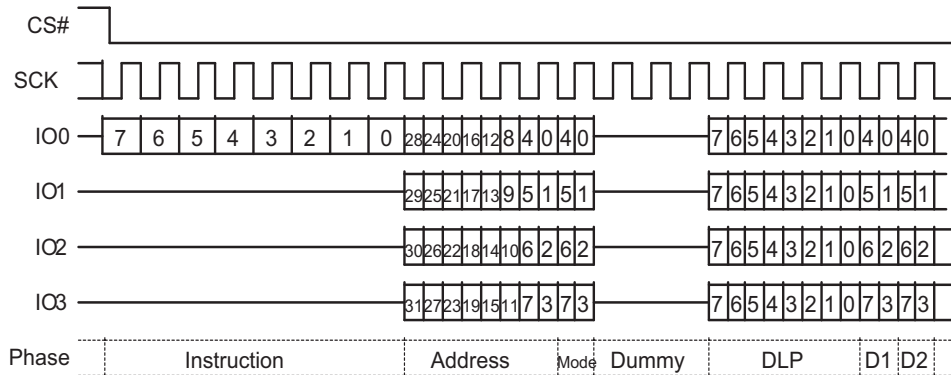 CS#
SCK
IO0 7 6 5 4 3 2 1 0 28 24 20 16 12 8 4 0 4 0 7 6 5 4 3 2 1 0 4 0 4 0
IO1 29 25 21 17 13 9 5 1 5 1 7 6 5 4 3 2 1 0 5 1 5 1
IO2 30 26 22 18 14 10 6 2 6 2 7 6 5 4 3 2 1 0 6 2 6 2
IO3 31 27 23 19 15 11 7 3 7 3 7 6 5 4 3 2 1 0 7 3 7 3
Phase Instruction Address Mode Dummy DLP D1 D2